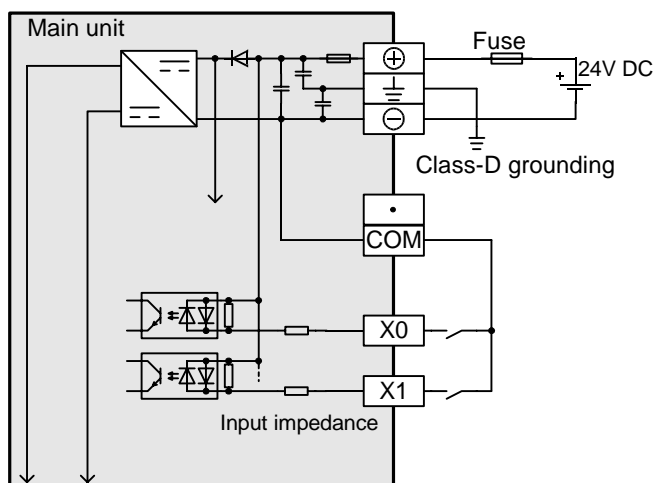 Main unit
Fuse
24V DC
+
Class-D grounding
COM
X0
X1
Input impedance